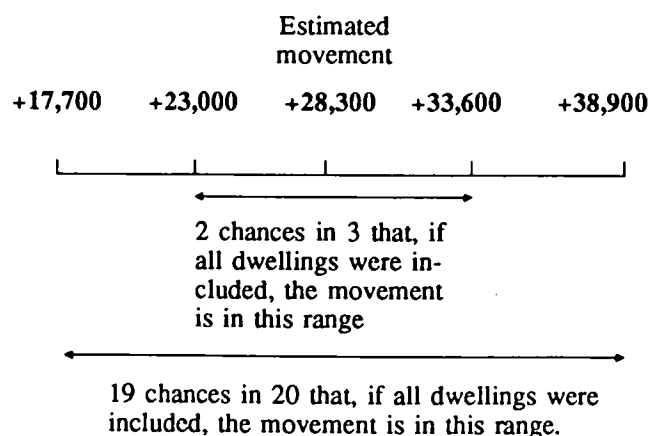 Estimated
movement
+17,700 +23,000 +28,300 +33,600 +38,900
2 chances in 3 that, if
all dwellings were in-
cluded, the movement
is in this range
19 chances in 20 that, if all dwellings were
included, the movement is in this range.